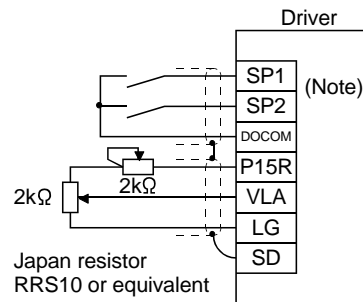 Driver
SP1
(Note)
SP2
DOCOM
P15R
2kΩ
2kΩ
VLA
LG
SD
Japan resistor
RRS10 or equivalent